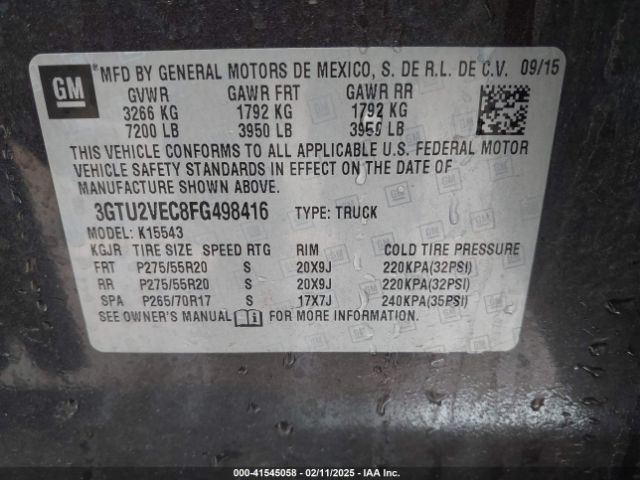 GM *MFD BY GENERAL MOTORS DE MEXICO, S. DE R.L. DE C.V. 09/15
GVWR GAWR FRT GAWR RR
3266 KG 1792 KG 1792 KG
7200 LB 3950 LB 3950 LB
THIS VEHICLE CONFORMS TO ALL APPLICABLE U.S. FEDERAL MOTOR
VEHICLE SAFETY STANDARDS IN EFFECT ON THE DATE OF
MANUFACTURE SHOWN ABOVE.
3GTU2VEC8FG498416 TYPE: TRUCK
MODEL: K15543
KGJR TIRE SIZE SPEED RTG RIM COLD TIRE PRESSURE
FRT P275/55R20 S 20X9J 220KPA(32PSI)
RR P275/55R20 S 20X9J 220KPA(32PSI)
SPA P265/70R17 S 17X7J 240KPA(35PSI)
SEE OWNER'S MANUAL FOR MORE INFORMATION.
000-41545058 - 02/11/2025 - IAA Inc.